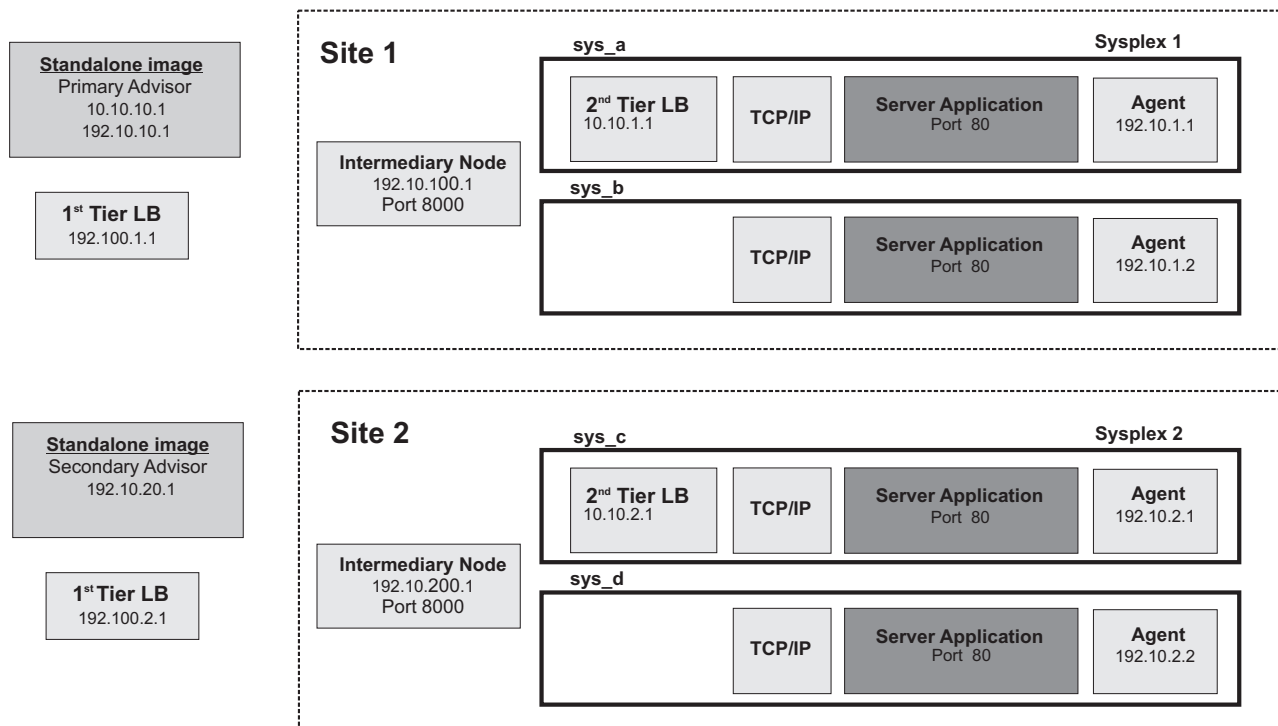 Standalone image
Primary Advisor
10.10.10.1
192.10.10.1
1st Tier LB
192.100.1.1
Site 1
Intermediary Node
192.10.100.1
Port 8000
sys_a
Sysplex 1
2nd Tier LB
10.10.1.1
TCP/IP
Server Application
Port 80
Agent
192.10.1.1
sys_b
TCP/IP
Server Application
Port 80
Agent
192.10.1.2
Standalone image
Secondary Advisor
192.10.20.1
1st Tier LB
192.100.2.1
Site 2
Intermediary Node
192.10.200.1
Port 8000
sys_c
Sysplex 2
2nd Tier LB
10.10.2.1
TCP/IP
Server Application
Port 80
Agent
192.10.2.1
sys_d
TCP/IP
Server Application
Port 80
Agent
192.10.2.2